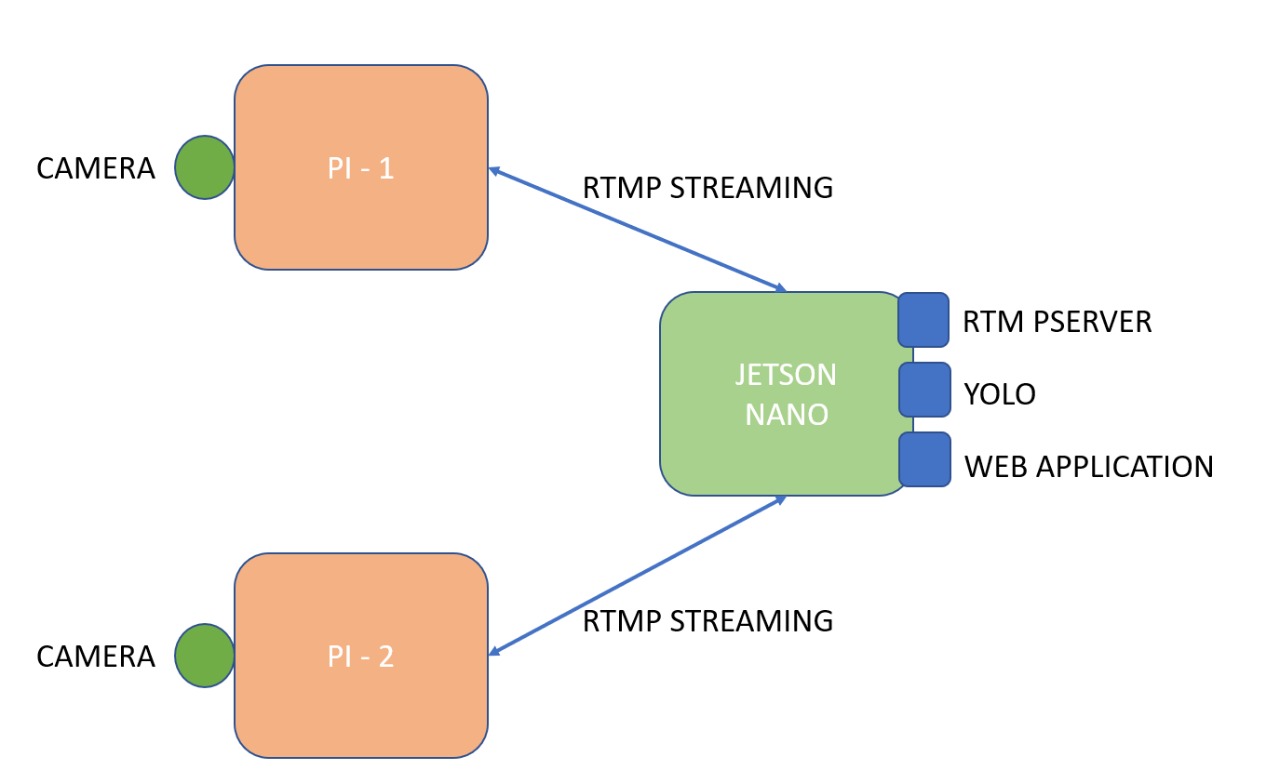 CAMERA
PI - 1
RTMP STREAMING
JETSON
NANO
RTM PSERVER
YOLO
WEB APPLICATION
RTMP STREAMING
CAMERA
PI - 2